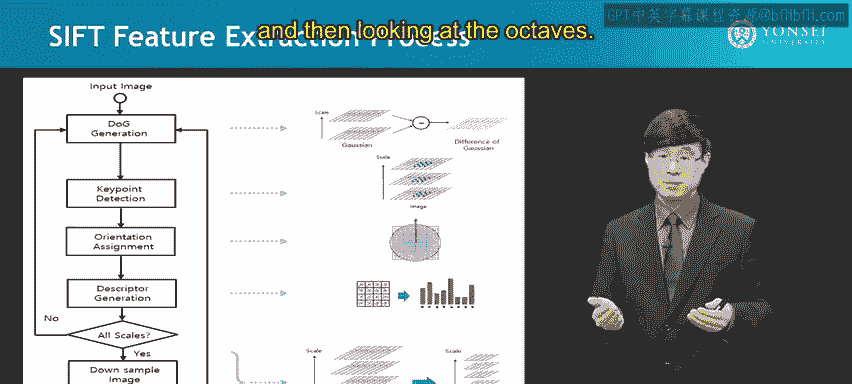 GPT中英字幕课程资源@bilibili.com
SIFT Feature Extraction Process
and then looking at the octaves.
YONSEI
UNIVERSITY
Input Image
DoG
Generation
Scale
Gaussian
Difference of
Gaussian
Keypoint
Detection
Scale
Image
Orientation
Assignment
Descriptor
Generation
No
All Scales?
Yes
Down sample
Image
Scale
Scale